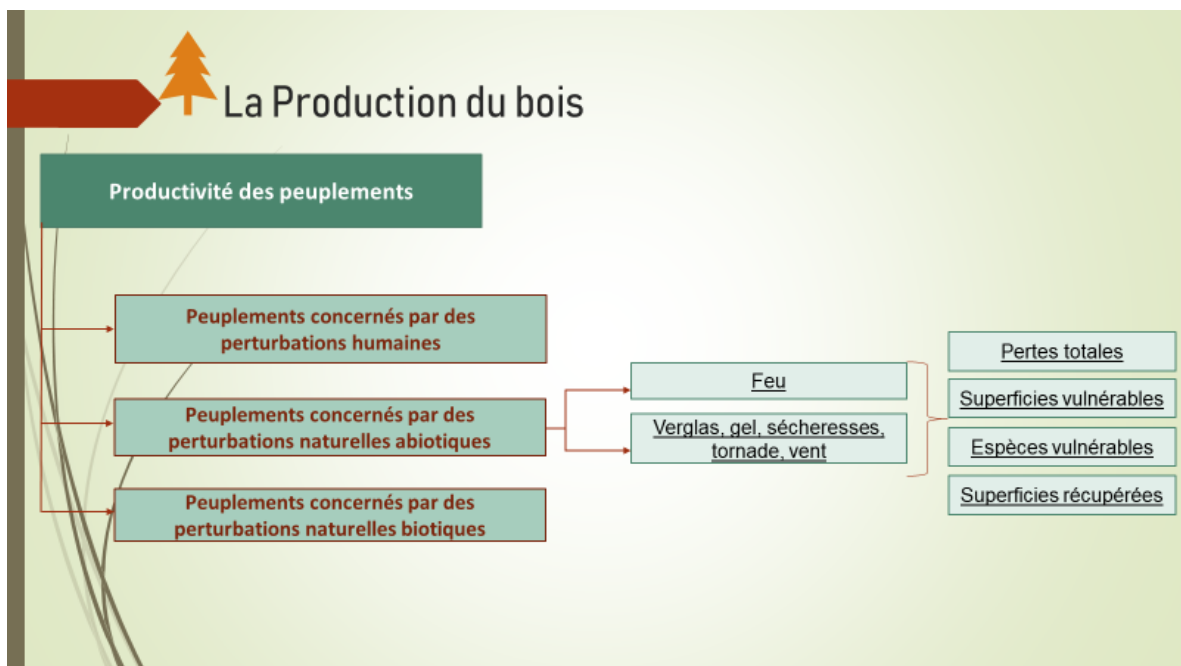 La Production du bois
Productivité des peuplements
Peuplements concernés par des
perturbations humaines
Peuplements concernés par des
perturbations naturelles abiotiques
Peuplements concernés par des
perturbations naturelles biotiques
Feu
Verglas, gel, sécheresses,
tornade, vent
Pertes totales
Superficies vulnérables
Espèces vulnérables
Superficies récupérées